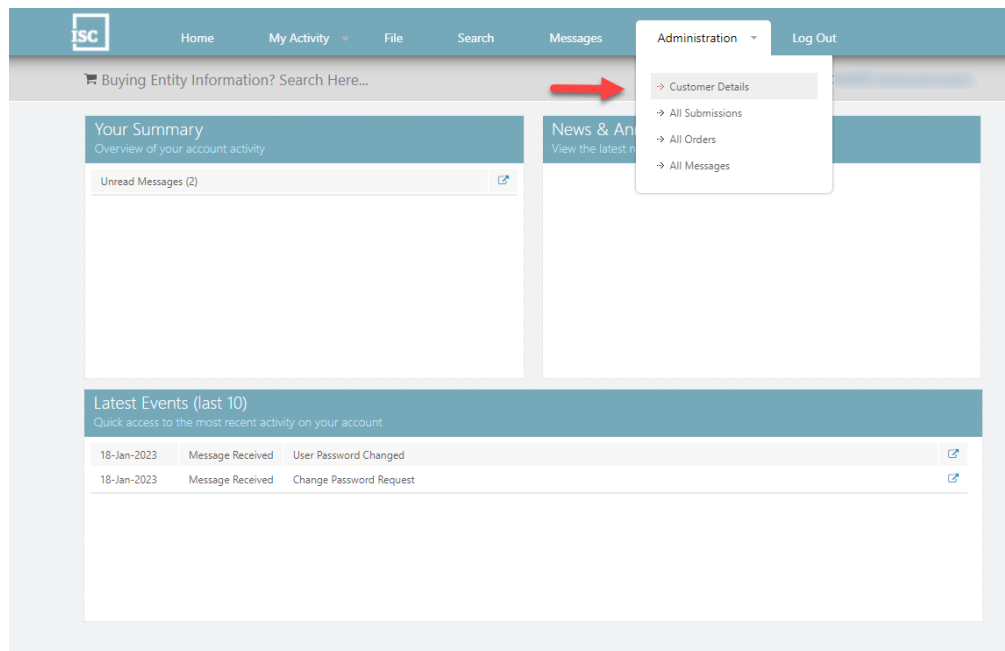 ISC
Home My Activity File Search Messages Administration Log Out
Buying Entity Information? Search Here...
Customer Details
All Submissions
All Orders
All Messages
Your Summary
Overview of your account activity
Unread Messages (2)
News & An
View the latest n
Latest Events (last 10)
Quick access to the most recent activity on your account
18-Jan-2023 Message Received User Password Changed
18-Jan-2023 Message Received Change Password Request